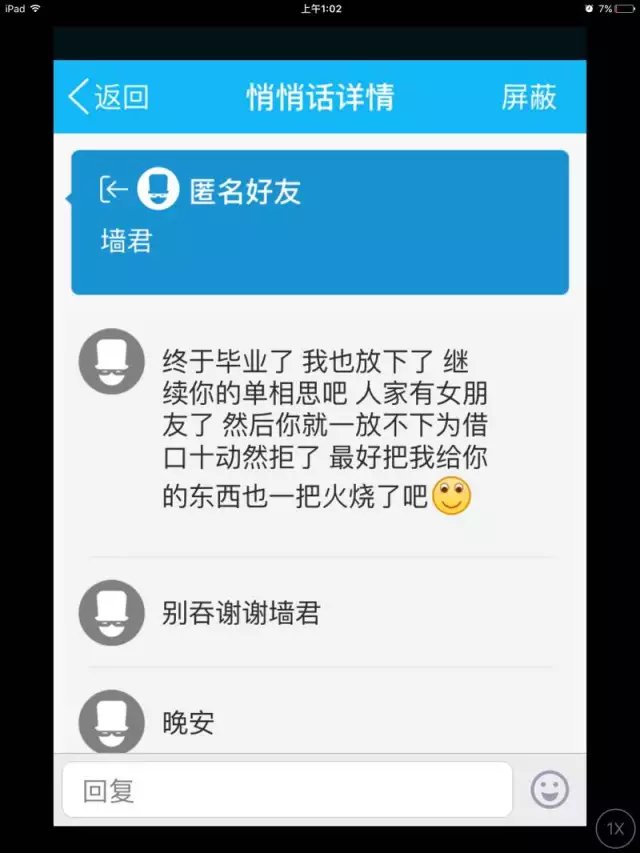 iPad 上午1:02 7%
返回 悄悄话详情 屏蔽
匿名好友
墙君
终于毕业了 我也放下了 继
续你的单相思吧 人家有女朋
友了 然后你就一放不下为借
口十动然拒了 最好把我给你
的东西也一把火烧了吧
别吞谢谢墙君
晚安
回复
1X